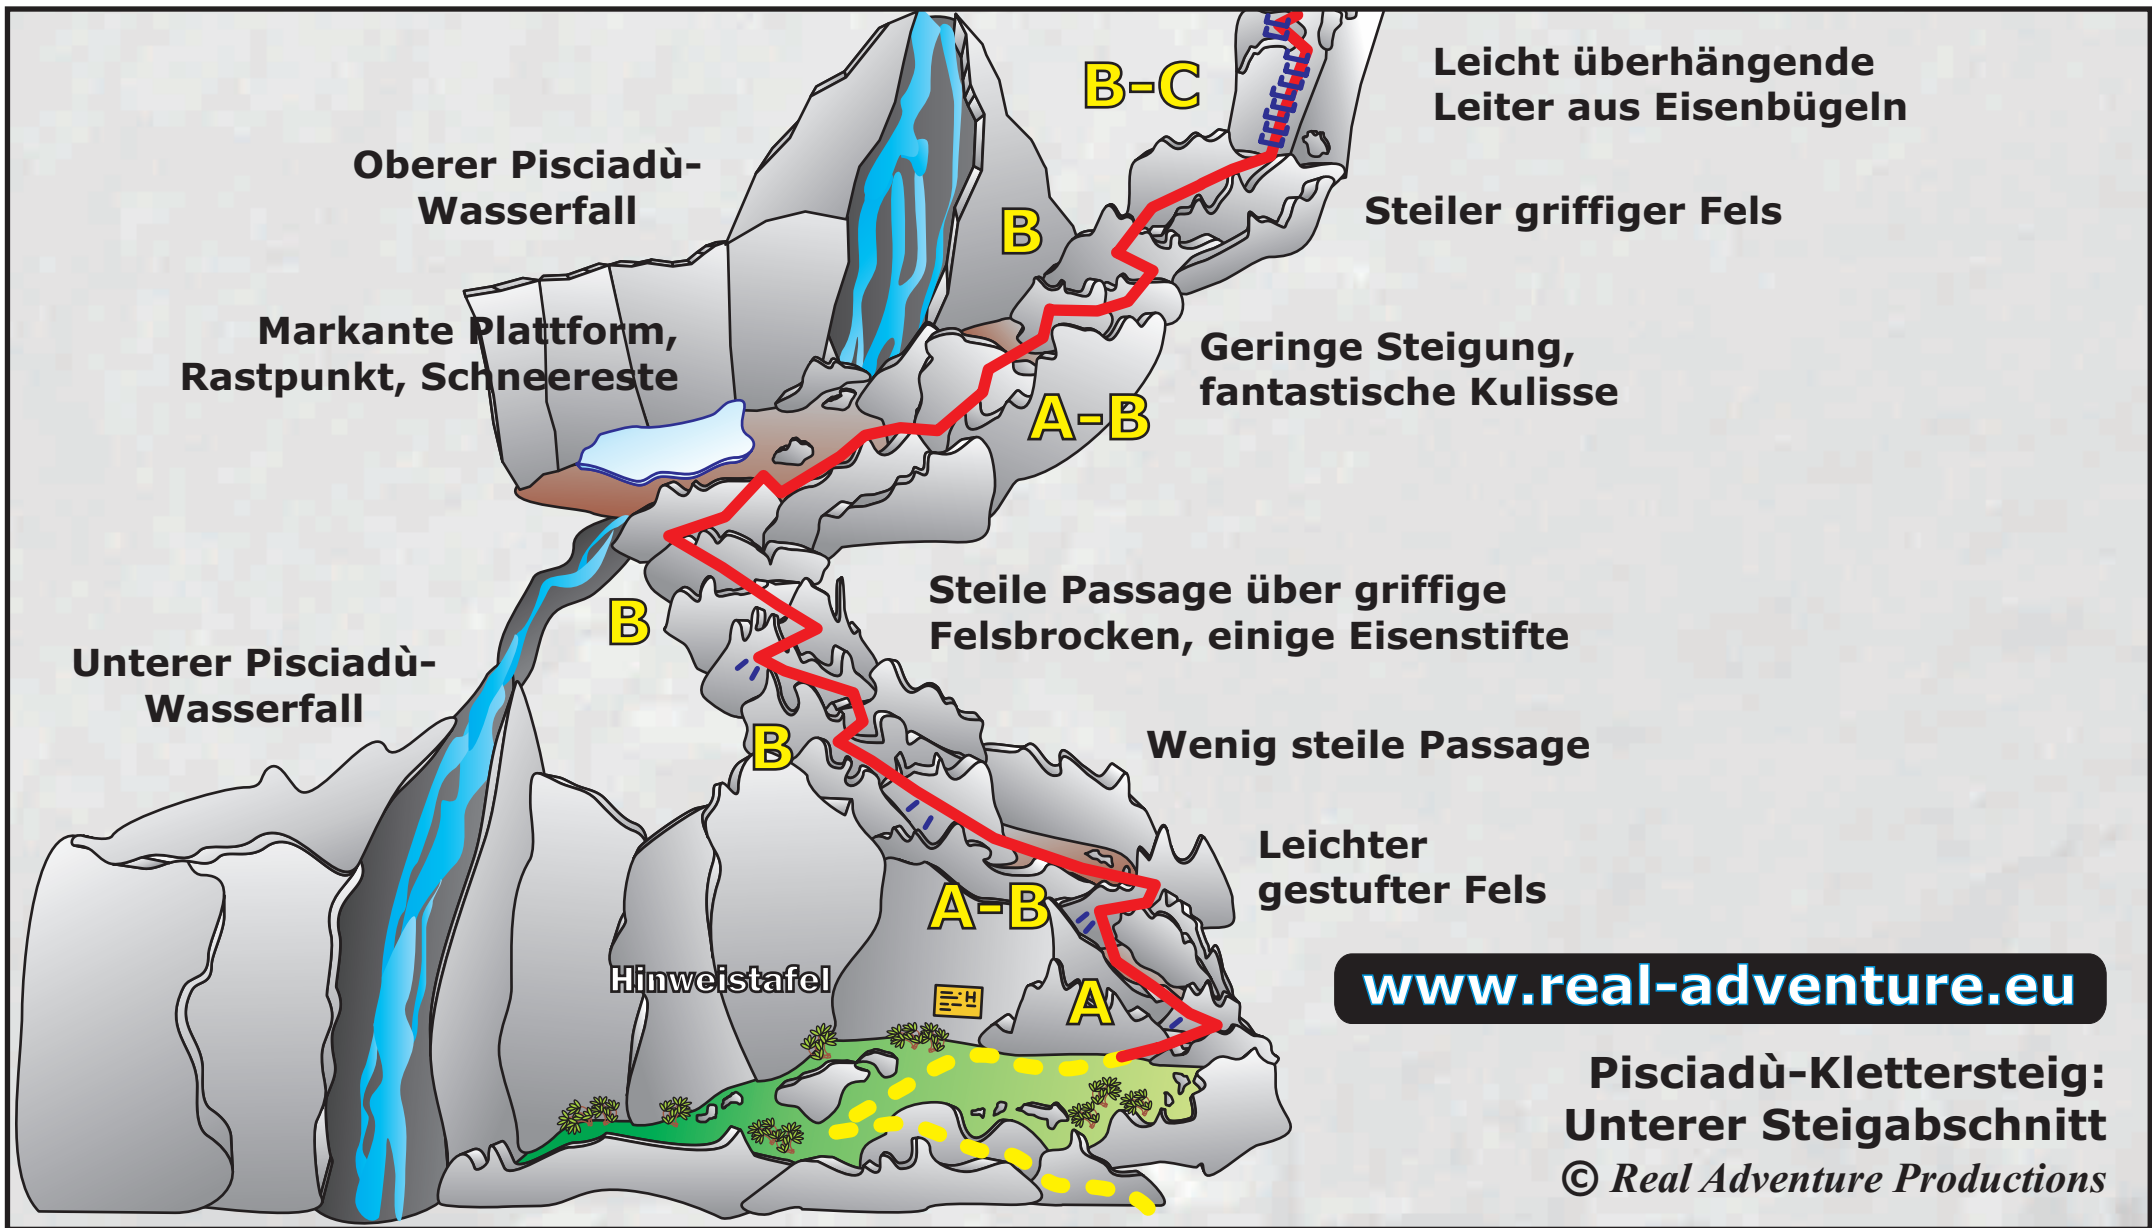 B-C
Leicht überhängende
Leiter aus Eisenbügeln
Oberer Pisciadù-
Wasserfall
B
Steiler griffiger Fels
Markante Plattform,
Rastpunkt, Schneereste
Geringe Steigung,
fantastische Kulisse
A-B
Steile Passage über griffige
Felsbrocken, einige Eisenstifte
B
Unterer Pisciadù-
Wasserfall
B
Wenig steile Passage
Leichter
gestufter Fels
A-B
Hinweistafel
H
A
www.real-adventure.eu
Pisciadù-Klettersteig:
Unterer Steigabschnitt
© Real Adventure Productions